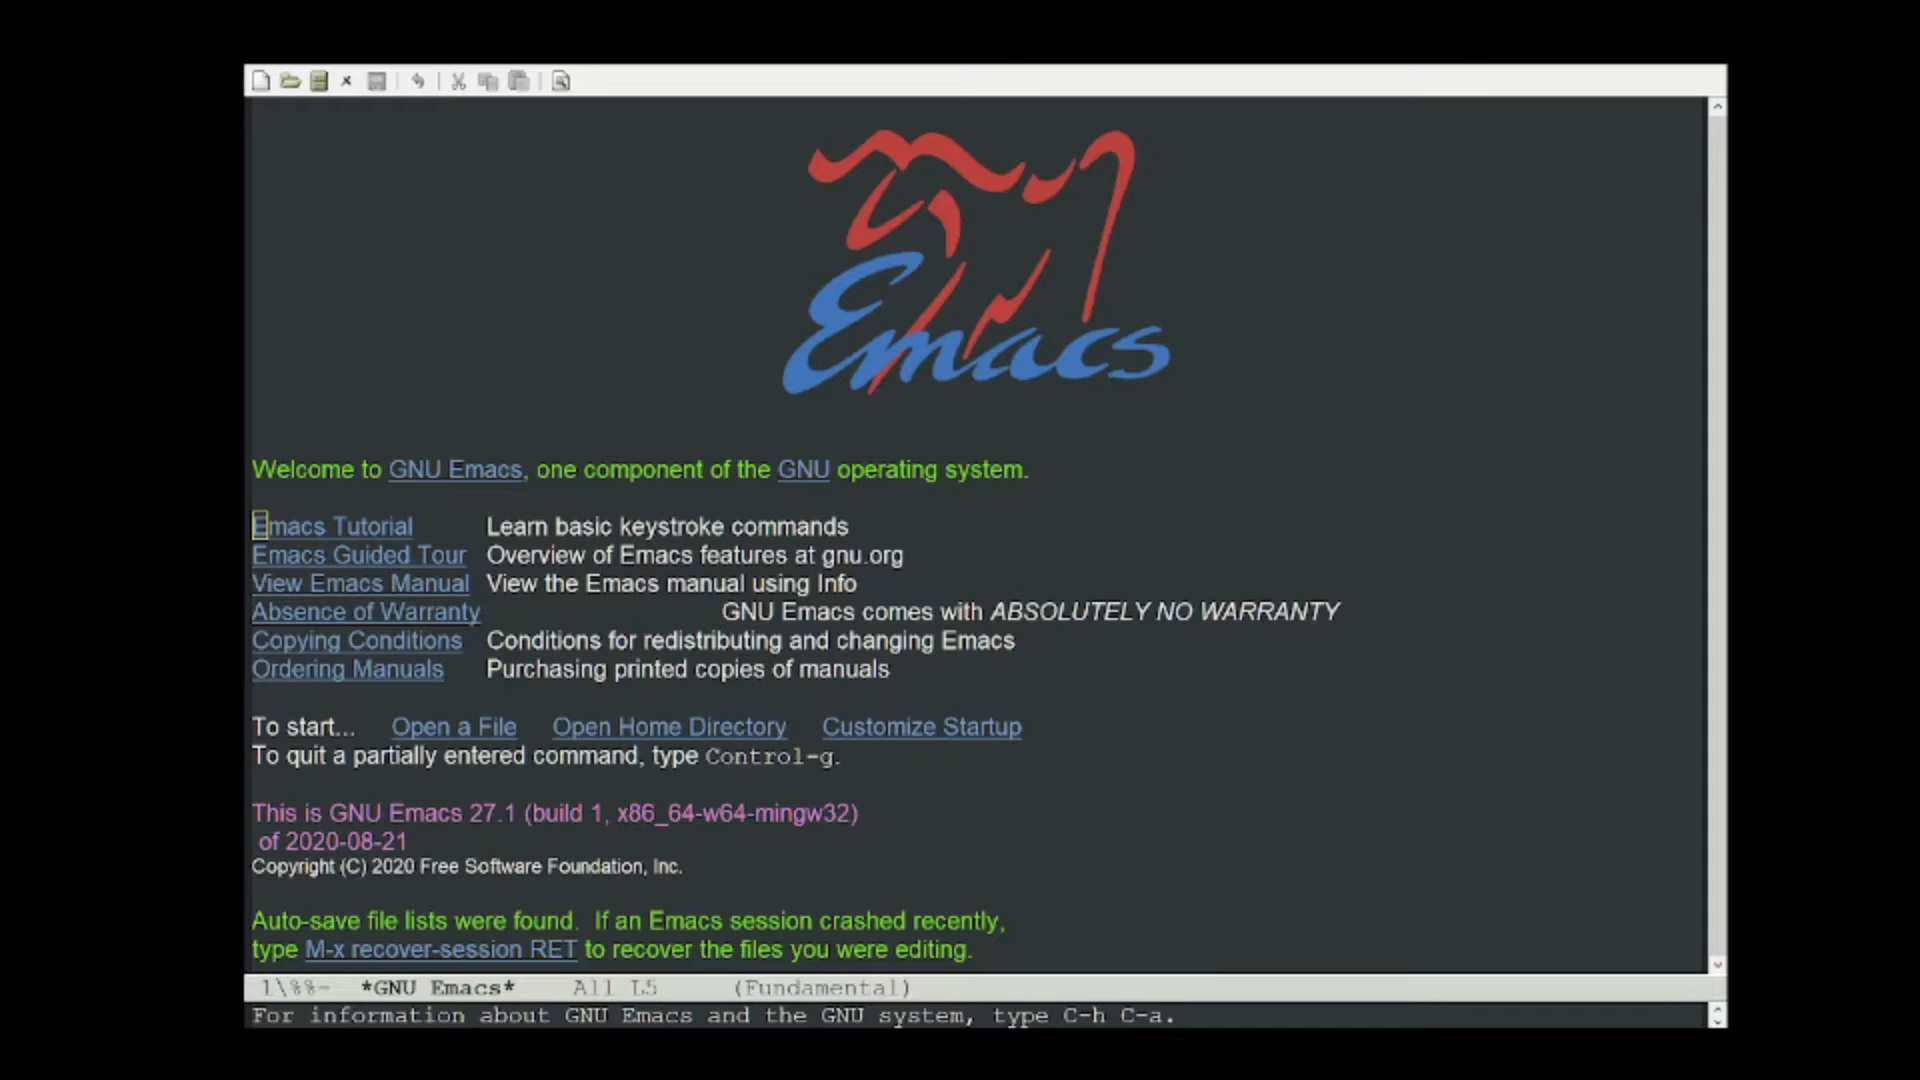 Emacs
Welcome to GNU Emacs, one component of the GNU operating system.
Emacs Tutorial Learn basic keystroke commands
Emacs Guided Tour Overview of Emacs features at gnu.org
View Emacs Manual View the Emacs manual using Info
Absence of Warranty GNU Emacs comes with ABSOLUTELY NO WARRANTY
Copying Conditions Conditions for redistributing and changing Emacs
Ordering Manuals Purchasing printed copies of manuals
To start... Open a File Open Home Directory Customize Startup
To quit a partially entered command, type Control-g.
This is GNU Emacs 27.1 (build 1, x86_64-w64-mingw32)
of 2020-08-21
Copyright (C) 2020 Free Software Foundation, Inc.
Auto-save file lists were found. If an Emacs session crashed recently,
type M-x recover-session RET to recover the files you were editing.
1\%%- *GNU Emacs* All L5 (Fundamental)
For information about GNU Emacs and the GNU system, type C-h C-a.